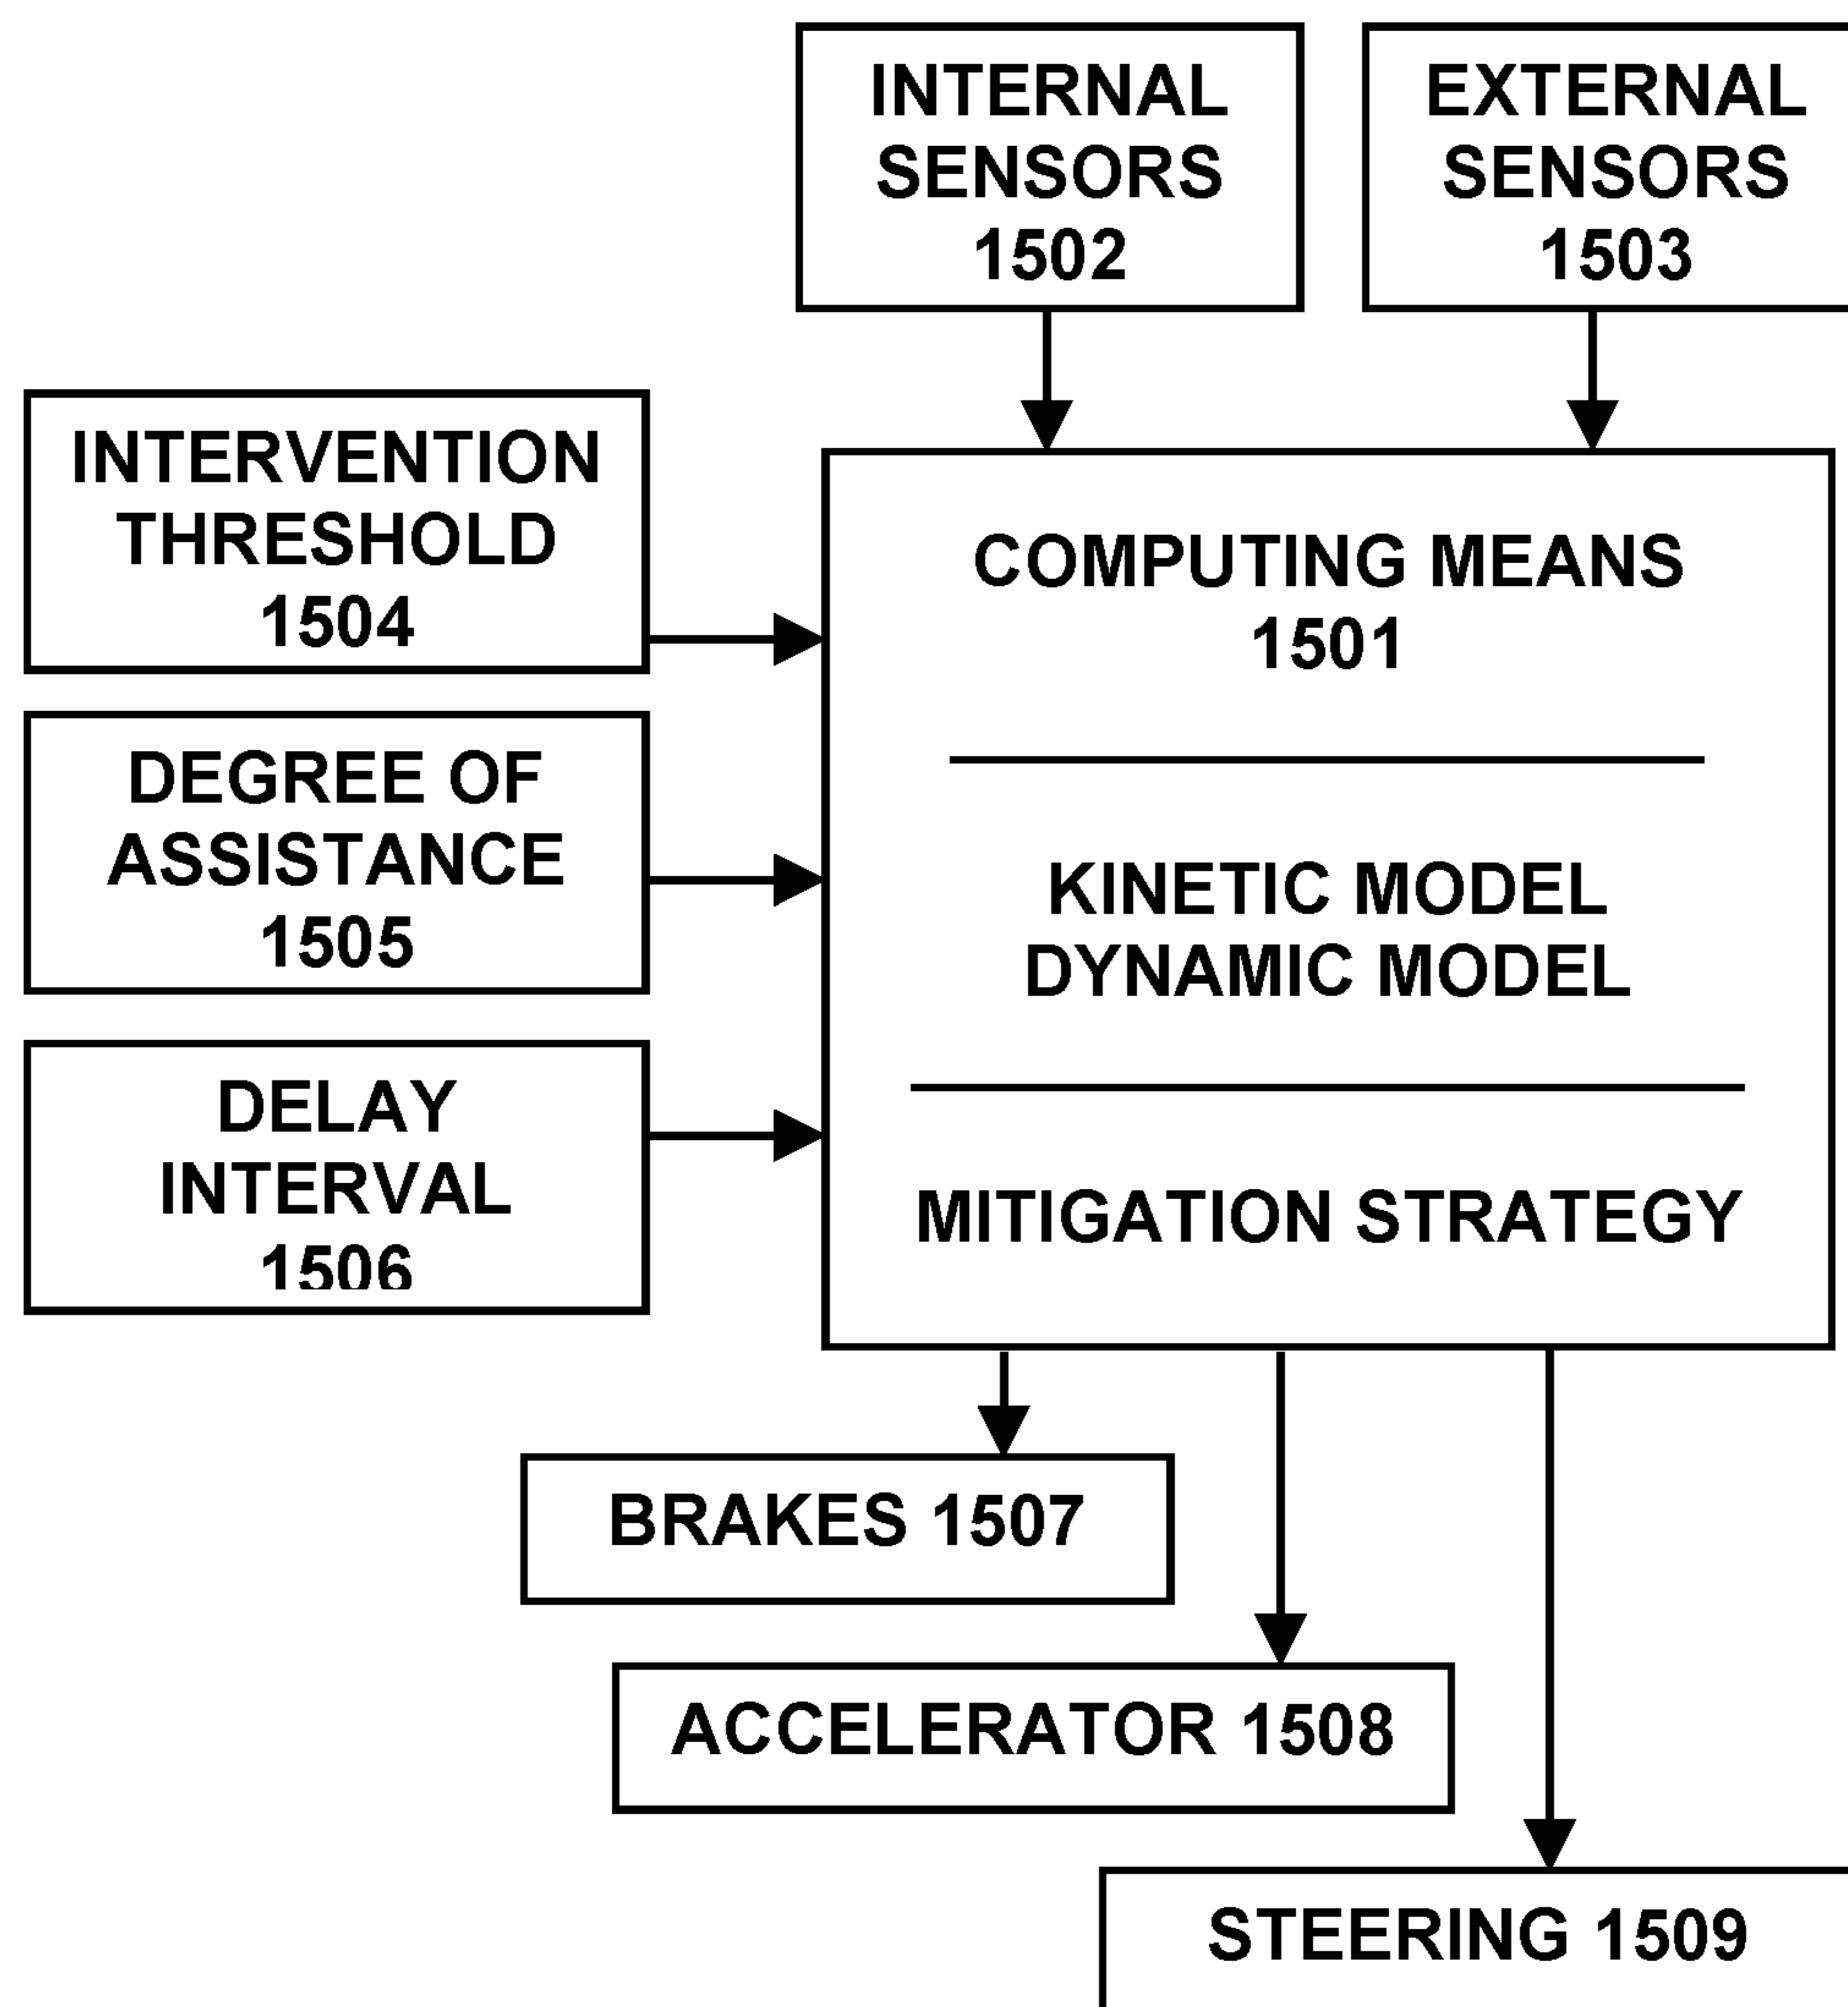 INTERNAL
SENSORS
1502
EXTERNAL
SENSORS
1503
INTERVENTION
THRESHOLD
1504
DEGREE OF
ASSISTANCE
1505
DELAY
INTERVAL
1506
COMPUTING MEANS
1501
KINETIC MODEL
DYNAMIC MODEL
MITIGATION STRATEGY
BRAKES 1507
ACCELERATOR 1508
STEERING 1509